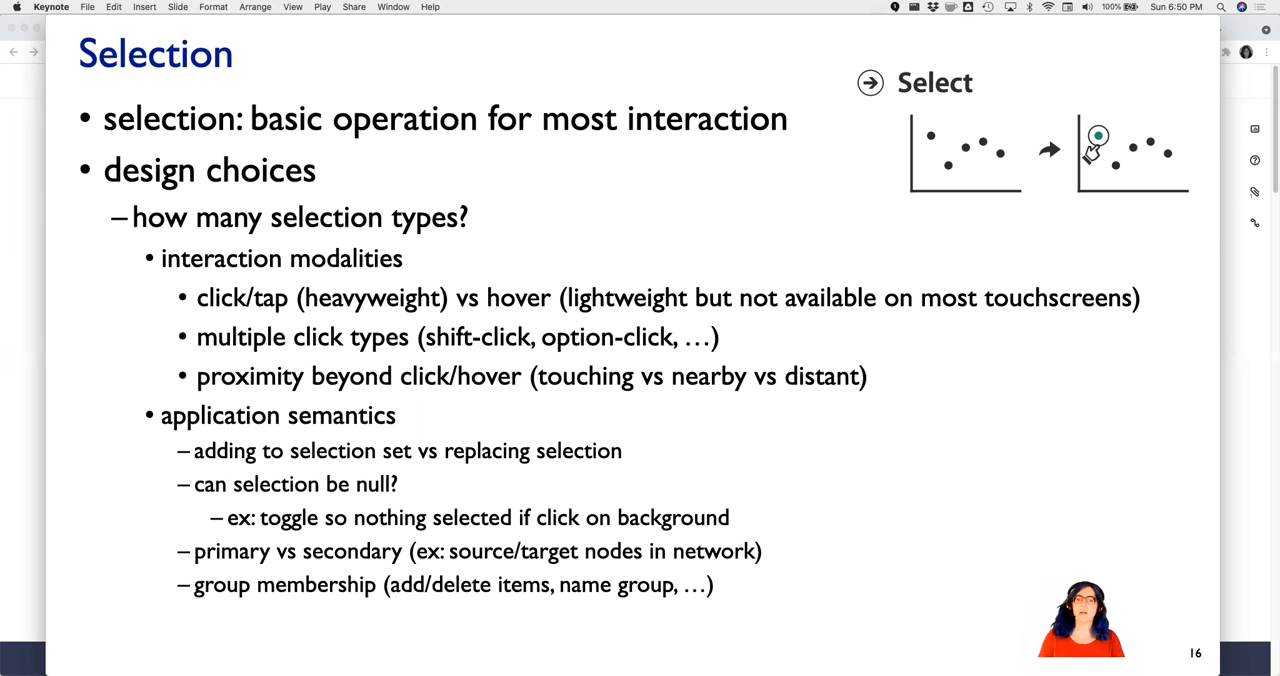 Keynote File Edit Insert Slide Format Arrange View Play Share Window Help 100% Sun 6:50 PM
Selection
Select
• selection: basic operation for most interaction
• design choices
– how many selection types?
• interaction modalities
• click/tap (heavyweight) vs hover (lightweight but not available on most touchscreens)
• multiple click types (shift-click, option-click, …)
• proximity beyond click/hover (touching vs nearby vs distant)
• application semantics
– adding to selection set vs replacing selection
– can selection be null?
– ex: toggle so nothing selected if click on background
– primary vs secondary (ex: source/target nodes in network)
– group membership (add/delete items, name group, …)
16